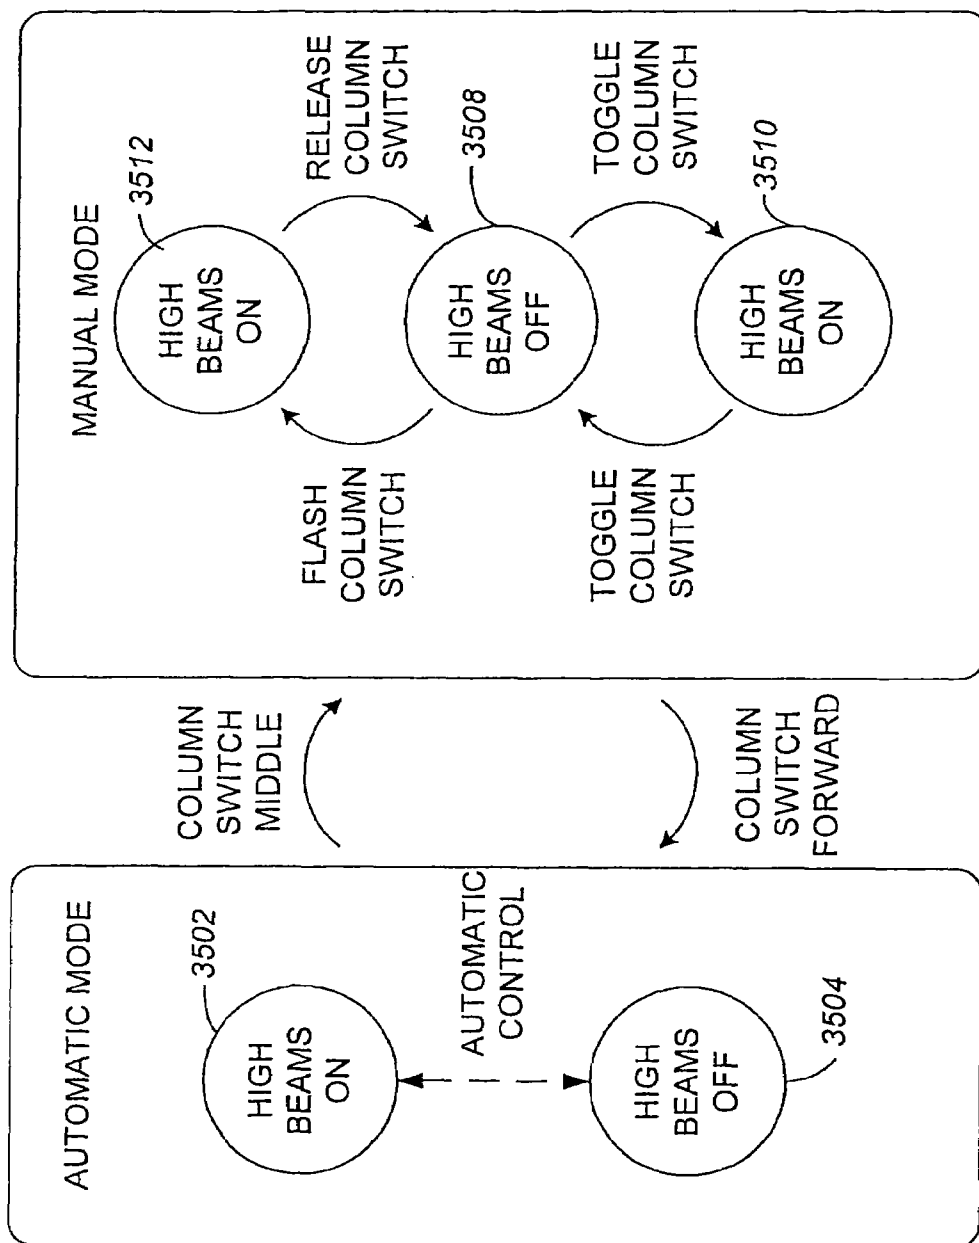 AUTOMATIC MODE
3502
HIGH
BEAMS
ON
AUTOMATIC
CONTROL
HIGH
BEAMS
OFF
3504
COLUMN
SWITCH
MIDDLE
COLUMN
SWITCH
FORWARD
MANUAL MODE
3512
HIGH
BEAMS
ON
FLASH
COLUMN
SWITCH
RELEASE
COLUMN
SWITCH
3508
HIGH
BEAMS
OFF
TOGGLE
COLUMN
SWITCH
TOGGLE
COLUMN
SWITCH
3510
HIGH
BEAMS
ON